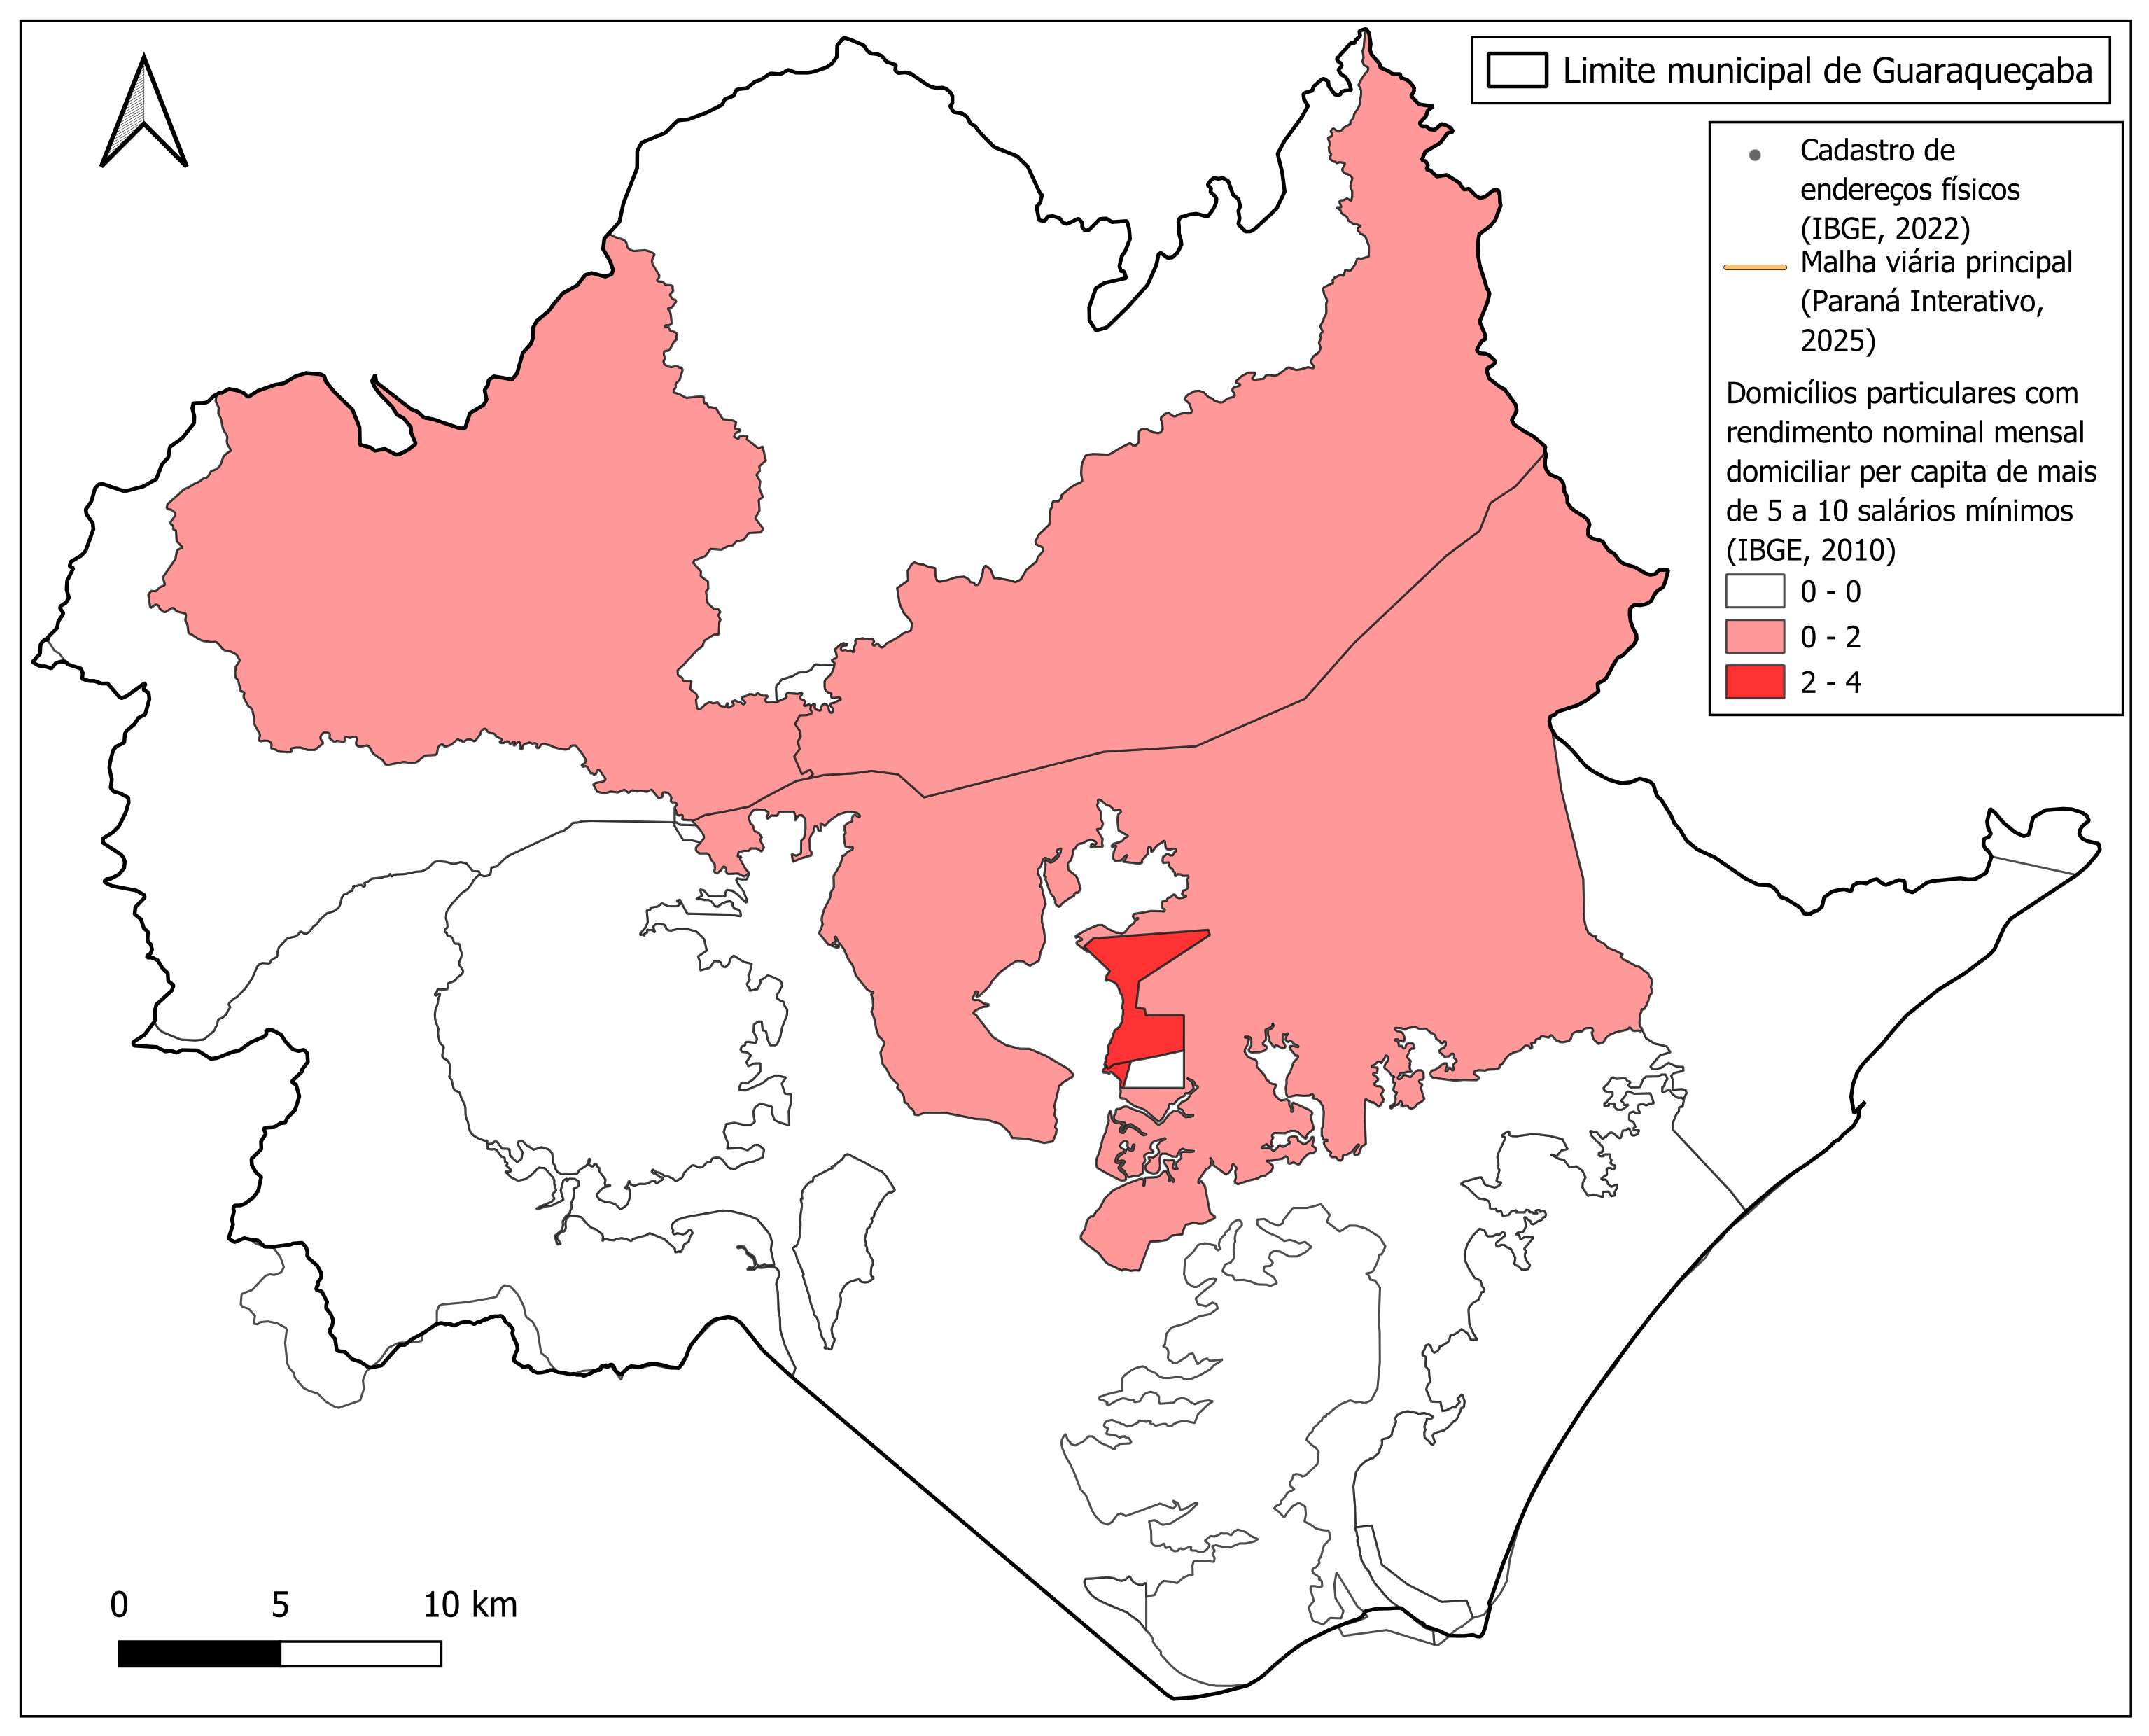 Limite municipal de Guaraqueçaba
Cadastro de
endereços físicos
(IBGE, 2022)
Malha viária principal
(Paraná Interativo,
2025)
Domicílios particulares com
rendimento nominal mensal
domiciliar per capita de mais
de 5 a 10 salários mínimos
(IBGE, 2010)
0 - 0
0 - 2
2 - 4
0 5 10 km